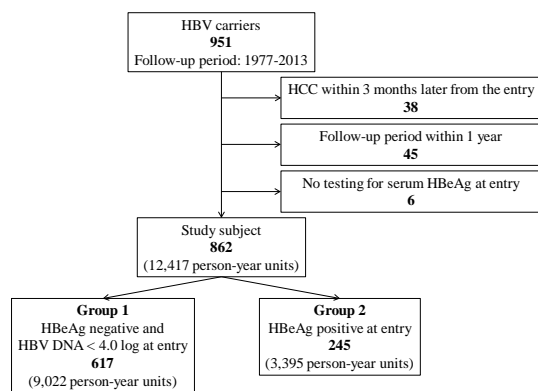 HBV carriers
951
Follow-up period: 1977-2013
HCC within 3 months later from the entry
38
Follow-up period within 1 year
45
No testing for serum HBeAg at entry
6
Study subject
862
(12,417 person-year units)
Group 1
HBeAg negative and
HBV DNA < 4.0 log at entry
617
(9,022 person-year units)
Group 2
HBeAg positive at entry
245
(3,395 person-year units)